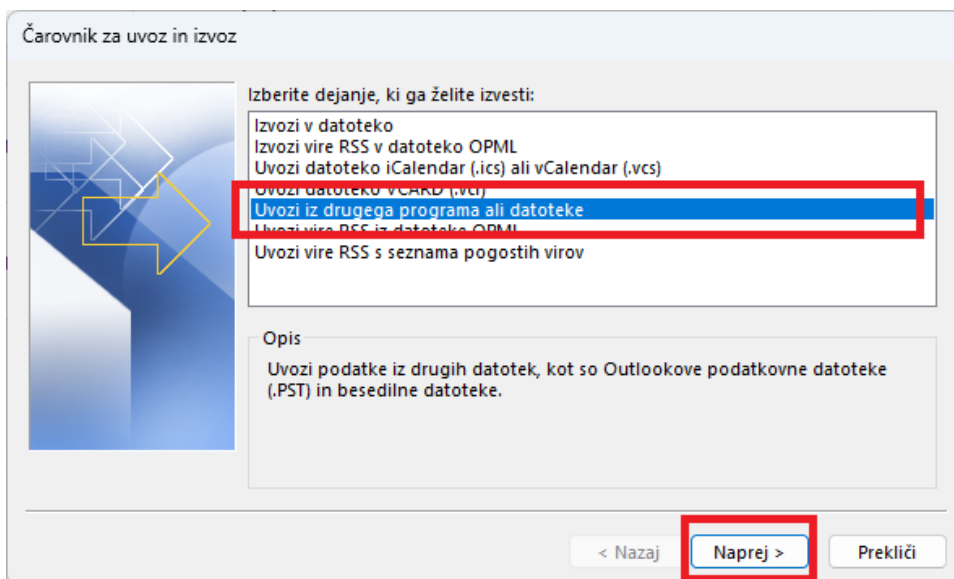 Čarovnik za uvoz in izvoz
Izberite dejanje, ki ga želite izvesti:
Izvozi v datoteko
Izvozi vire RSS v datoteko OPML
Uvozi datoteko iCalendar (.ics) ali vCalendar (.vcs)
Uvozi datoteko VCARD (.vcf)
Uvozi iz drugega programa ali datoteke
Uvozi vire RSS iz datoteke OPML
Uvozi vire RSS s seznama pogostih virov
Opis
Uvozi podatke iz drugih datotek, kot so Outlookove podatkovne datoteke
(.PST) in besedilne datoteke.
< Nazaj Naprej > Prekliči